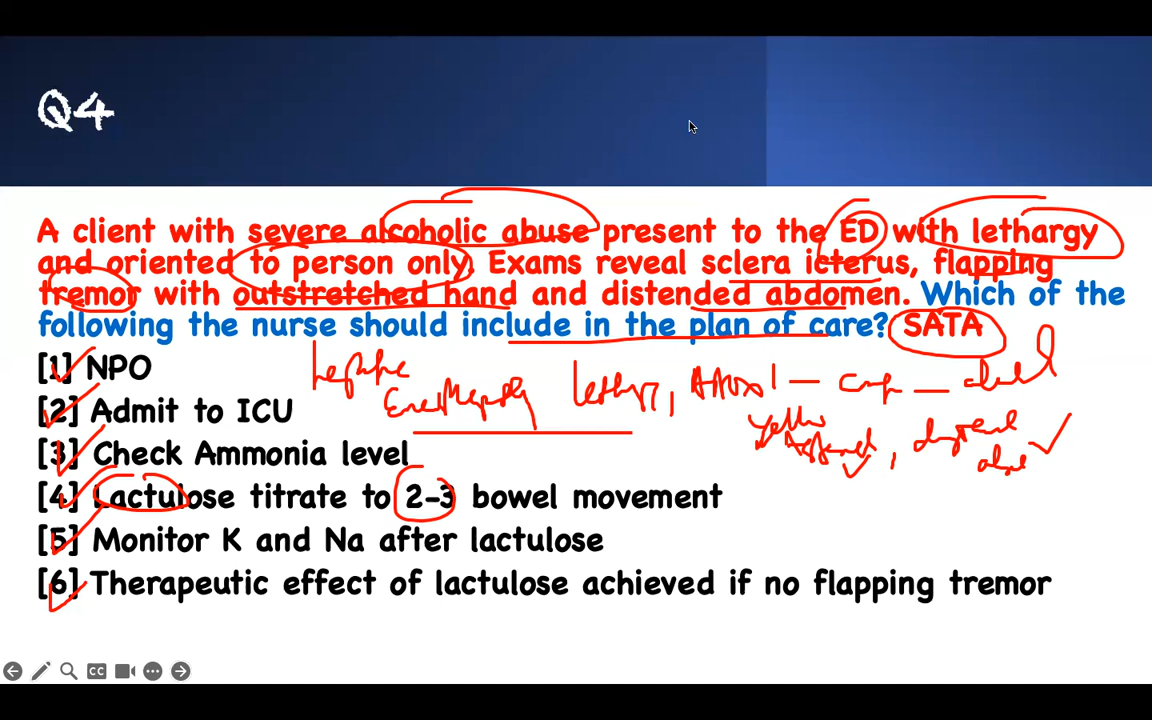 Q4
A client with severe alcoholic abuse present to the ED with lethargy
and oriented to person only. Exams reveal sclera icterus, flapping
tremor with outstretched hand and distended abdomen. Which of the
following the nurse should include in the plan of care? SATA
[1] NPO
[2] Admit to ICU
[3] Check Ammonia level
[4] Lactulose titrate to 2-3 bowel movement
[5] Monitor K and Na after lactulose
[6] Therapeutic effect of lactulose achieved if no flapping tremor
CC